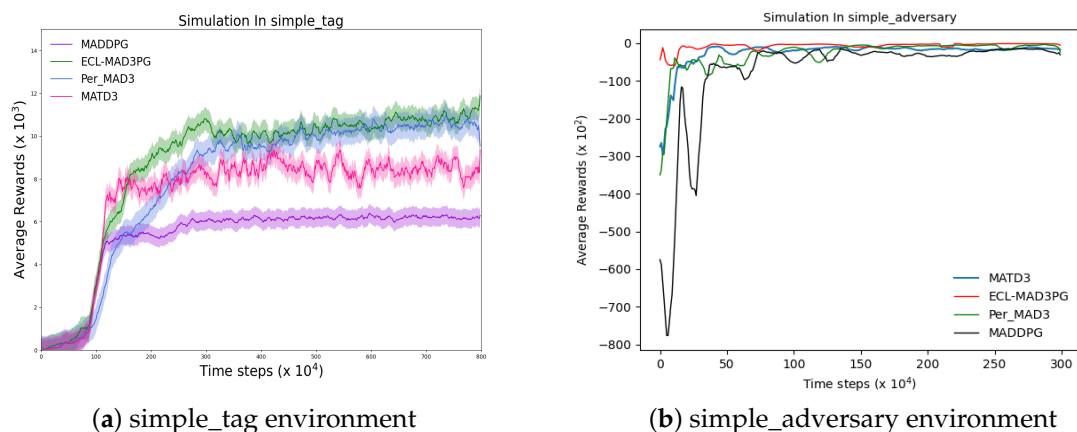 Simulation In simple_tag
MADDPG
ECL-MAD3PG
Per_MAD3
MATD3
Average Rewards (x 10³)
14
12
10
8
6
4
2
0
0 100 200 300 400 500 600 700 800
Time steps (x 10⁴)
(a) simple_tag environment
Simulation In simple_adversary
Average Rewards (x 10²)
0
−100
−200
−300
−400
−500
−600
−700
−800
MATD3
ECL-MAD3PG
Per_MAD3
MADDPG
0 50 100 150 200 250 300
Time steps (x 10⁴)
(b) simple_adversary environment